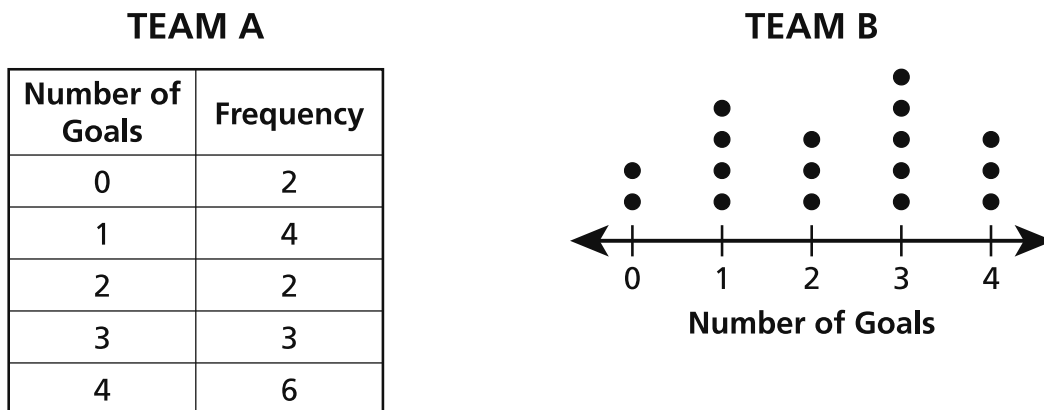 TEAM A
Number of
Goals
Frequency
0 2
1 4
2 2
3 3
4 6
TEAM B
0 1 2 3 4
Number of Goals